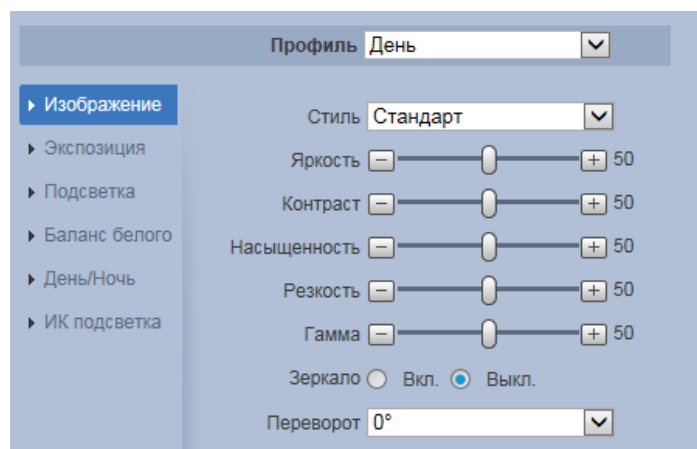 Профиль День
Изображение
Экспозиция
Подсветка
Баланс белого
День/Ночь
ИК подсветка
Стиль Стандарт
Яркость 50
Контраст 50
Насыщенность 50
Резкость 50
Гамма 50
Зеркало Вкл. Выкл.
Переворот 0°